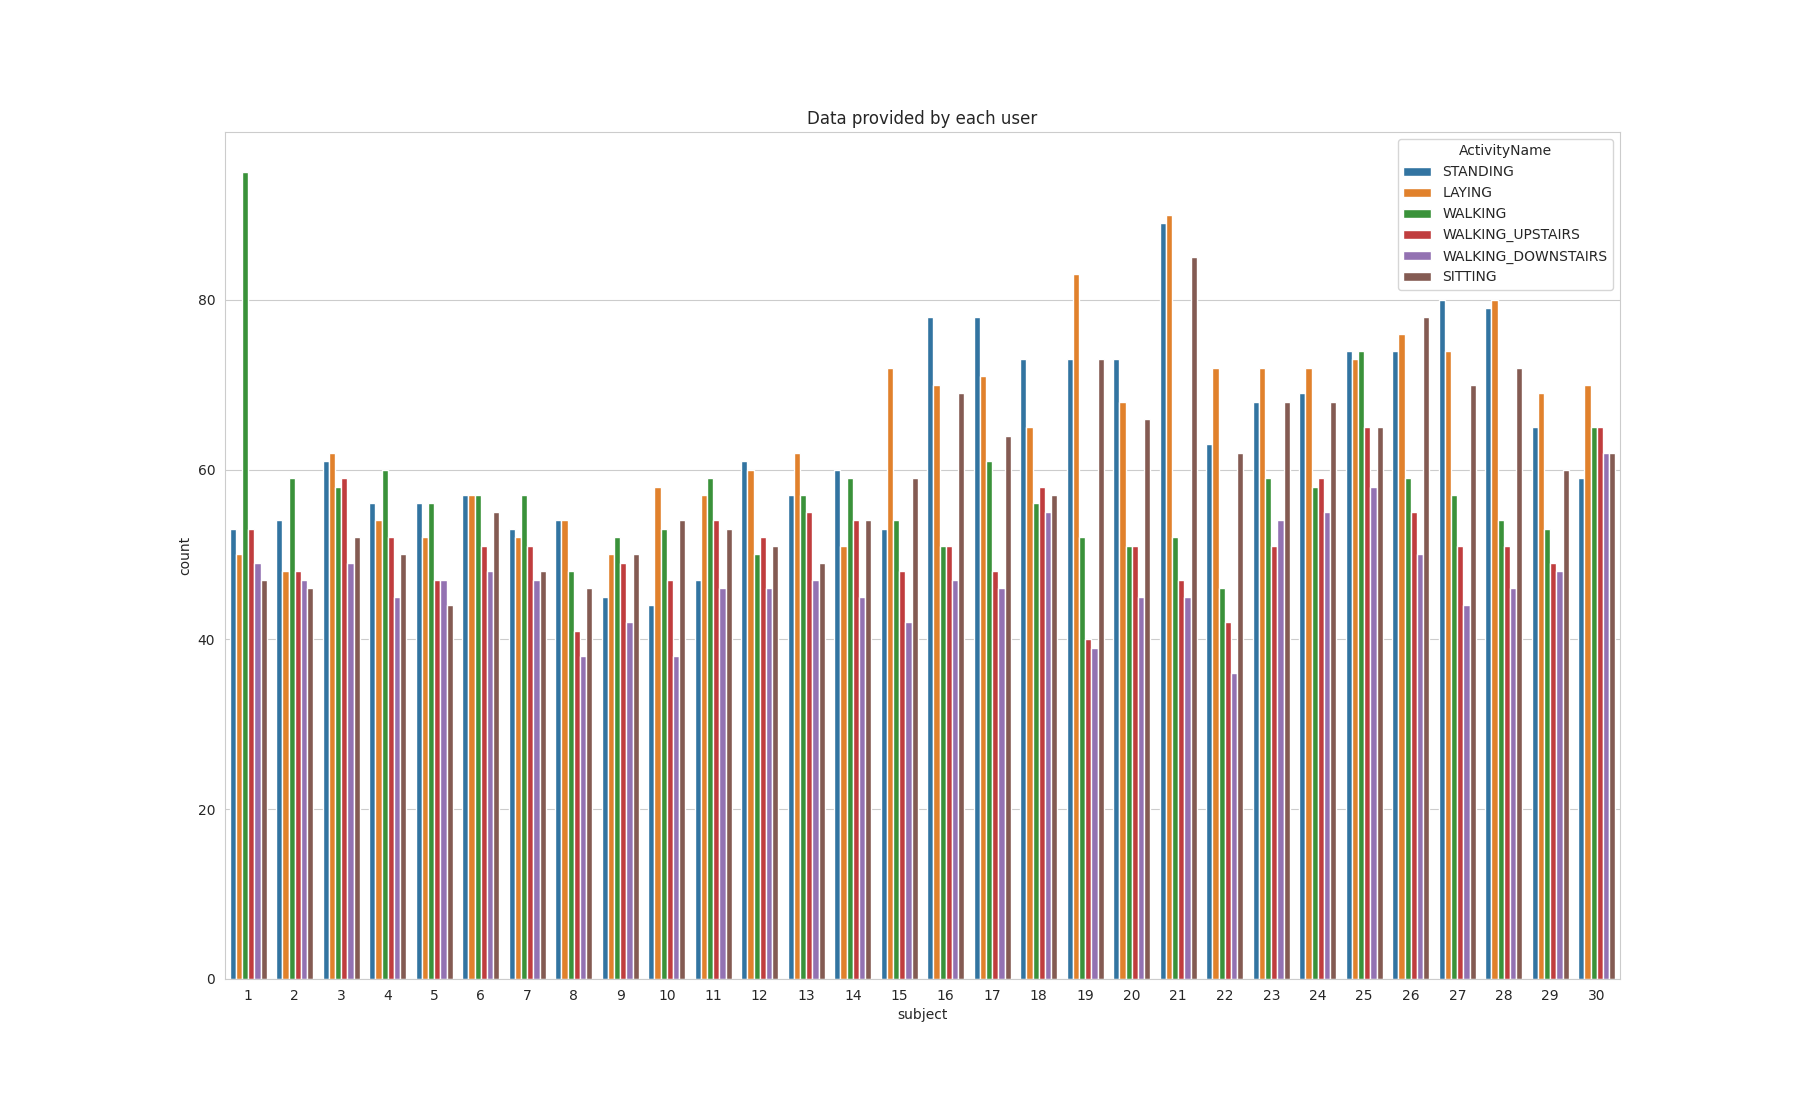 Data provided by each user
ActivityName
STANDING
LAYING
WALKING
WALKING_UPSTAIRS
WALKING_DOWNSTAIRS
SITTING
80
60
40
20
0
count
1 2 3 4 5 6 7 8 9 10 11 12 13 14 15 16 17 18 19 20 21 22 23 24 25 26 27 28 29 30
subject